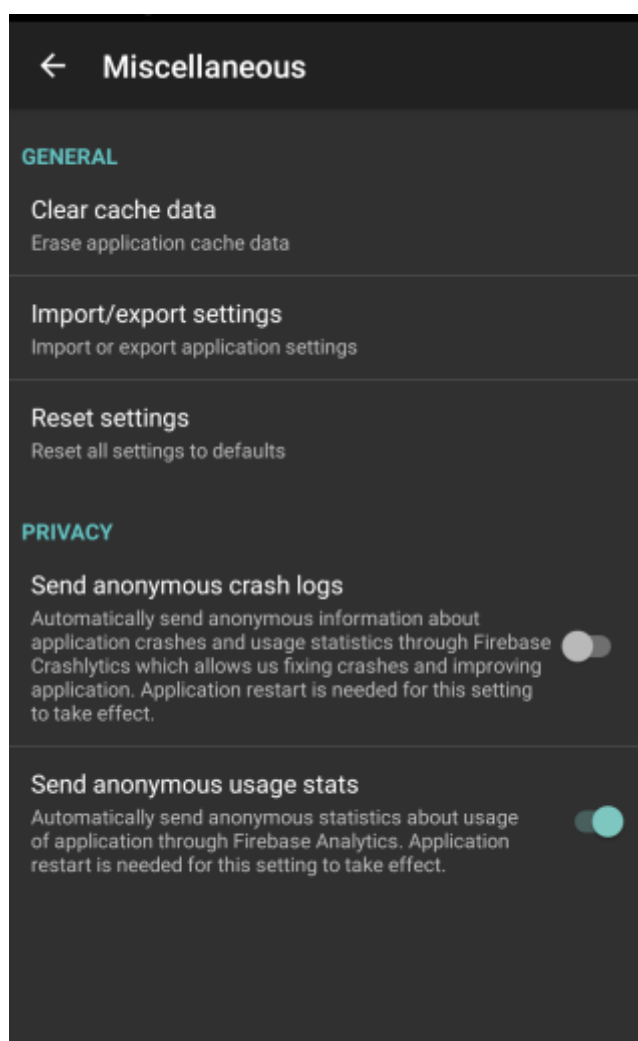 Miscellaneous
GENERAL
Clear cache data
Erase application cache data
Import/export settings
Import or export application settings
Reset settings
Reset all settings to defaults
PRIVACY
Send anonymous crash logs
Automatically send anonymous information about
application crashes and usage statistics through Firebase
Crashlytics which allows us fixing crashes and improving
application. Application restart is needed for this setting
to take effect.
Send anonymous usage stats
Automatically send anonymous statistics about usage
of application through Firebase Analytics. Application
restart is needed for this setting to take effect.